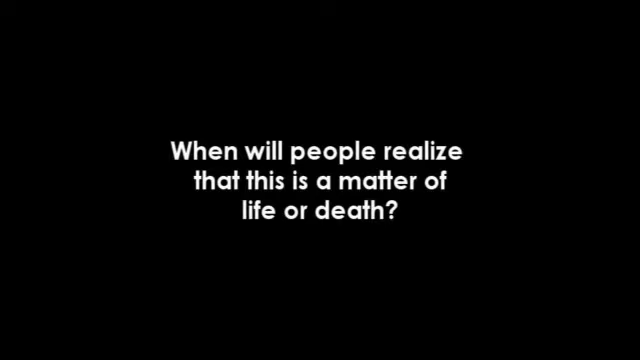 When will people realize
that this is a matter of
life or death?